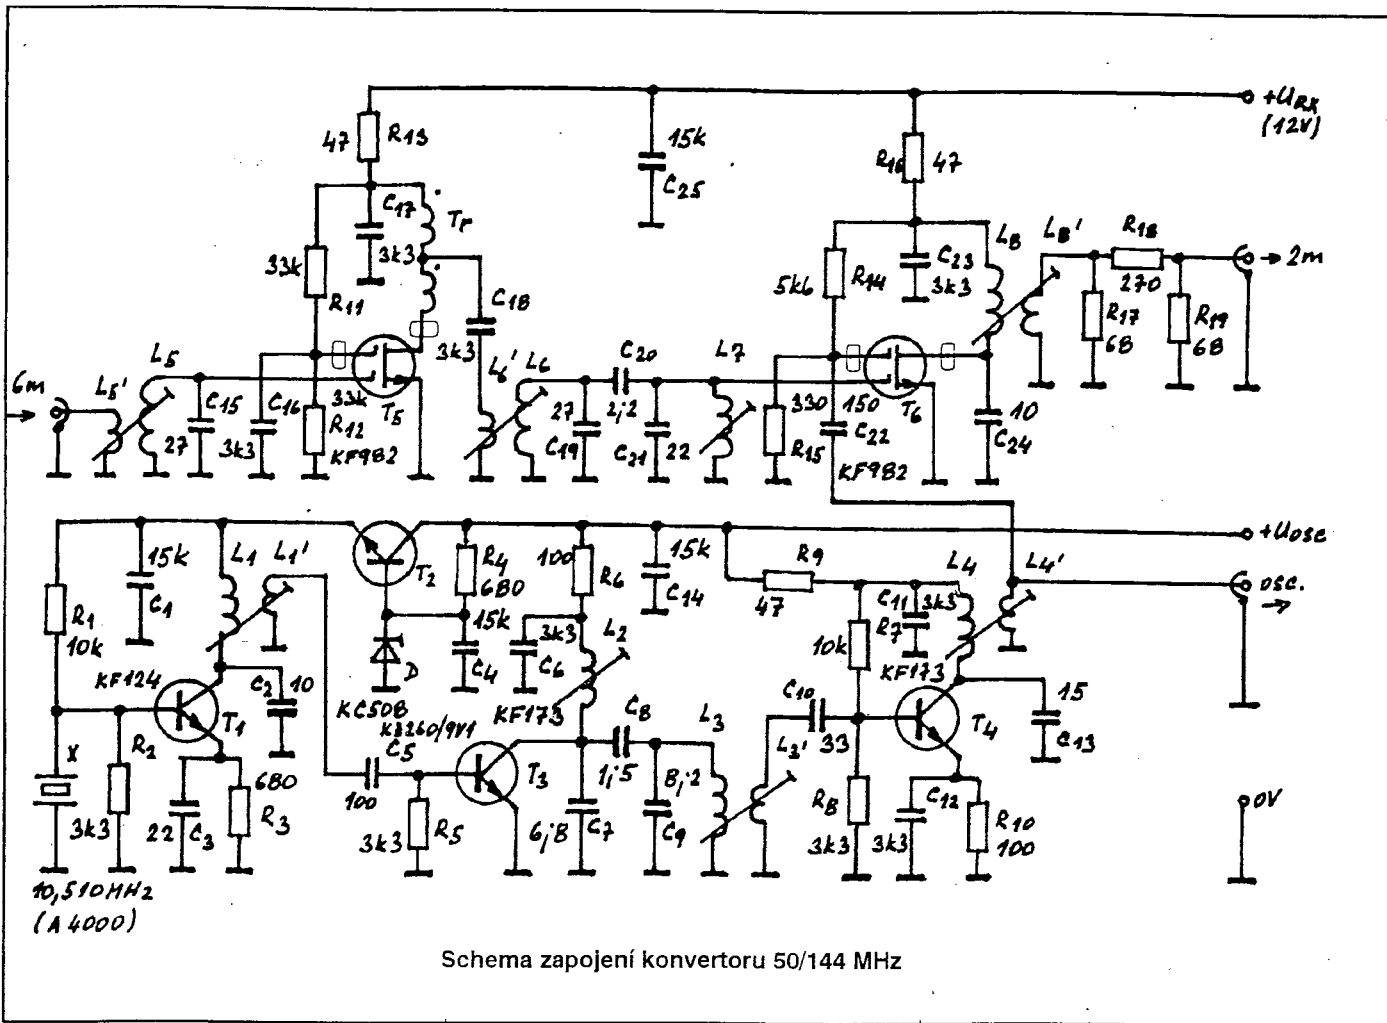 +URX
(12V)
47
R13
15k
C25
R16
47
C17
Tr
3k3
33k
R11
C18
3k3
5k6
R14
C23
3k3
L8
L8'
R18
270
→ 2m
R17
68
R19
68
6m
L5'
L5
27
C15
C16
3k3
33k
R12
T5
KF982
L6'
L6
C20
2,2
27
C19
C21
22
L7
330
R15
150
C22
T6
KF982
10
C24
+UOSC
15k
C1
L1
L1'
T2
R4
680
100
R6
15k
C14
R9
47
L4
L4'
OSC.
→
R1
10k
KF124
T1
C2
10
D
15k
C4
3k3
C6
L2
KF173
C11
3k3
R7
10k
KF173
KC508
KZ260/9V1
X
R2
3k3
680
22
C3
R3
C5
100
3k3
R5
T3
C8
1,5
6,8
C7
8,2
C9
L3
L3'
C10
33
T4
15
C13
R8
3k3
C12
3k3
R10
100
0V
10,510MHz
(A4000)
Schema zapojení konvertoru 50/144 MHz